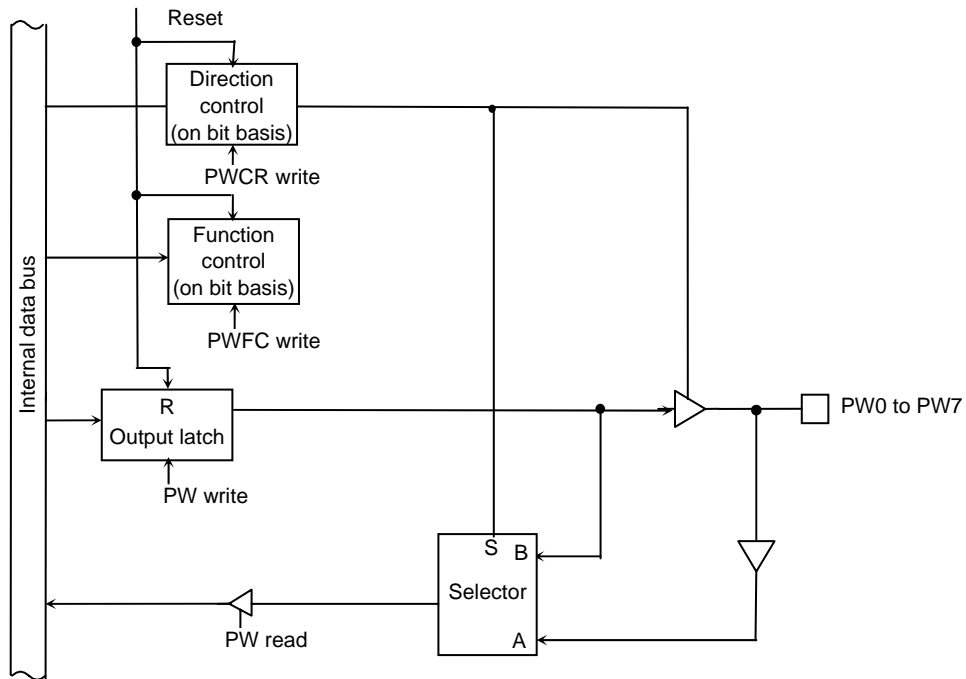 Reset
Direction
control
(on bit basis)
PWCR write
Function
control
(on bit basis)
PWFC write
Internal data bus
R
Output latch
PW write
PW0 to PW7
S
B
Selector
A
PW read